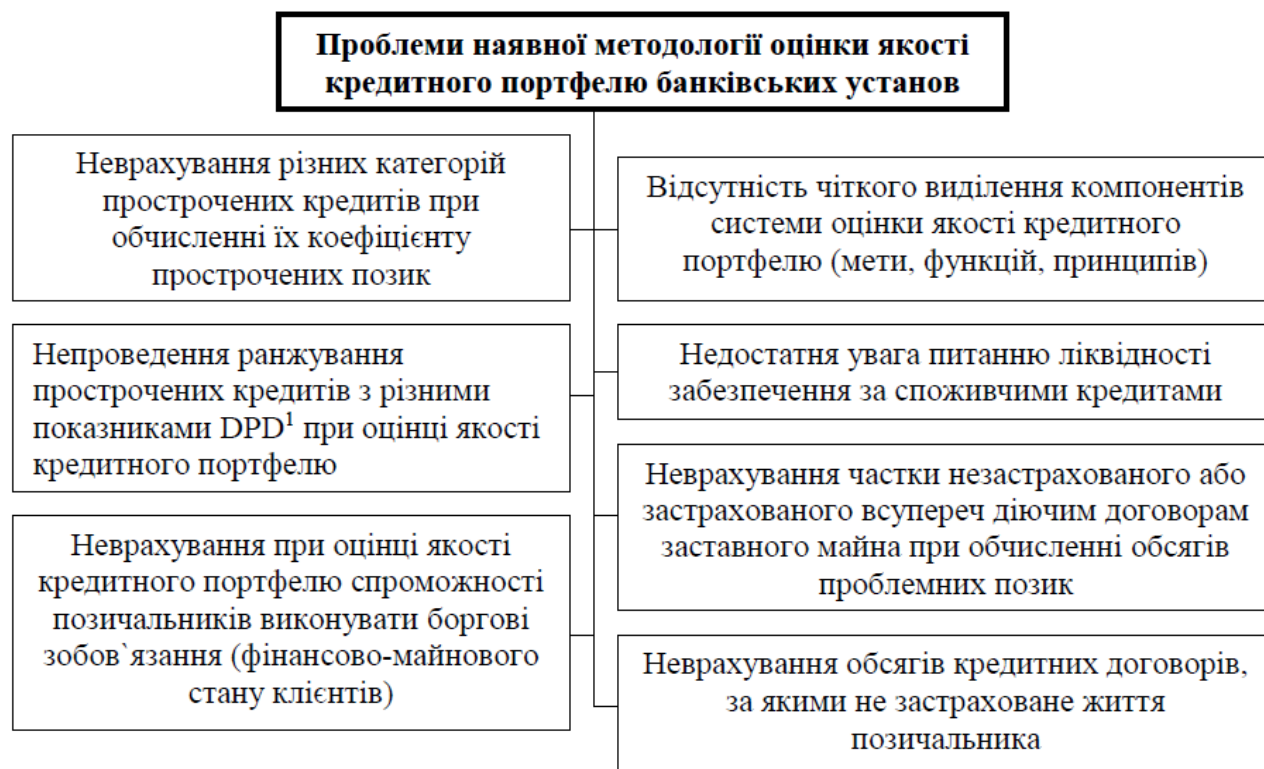 Проблеми наявної методології оцінки якості
кредитного портфелю банківських установ
Неврахування різних категорій
прострочених кредитів при
обчисленні їх коефіцієнту
прострочених позик
Непроведення ранжування
прострочених кредитів з різними
показниками DPD¹ при оцінці якості
кредитного портфелю
Неврахування при оцінці якості
кредитного портфелю спроможності
позичальників виконувати боргові
зобов`язання (фінансово-майнового
стану клієнтів)
Відсутність чіткого виділення компонентів
системи оцінки якості кредитного
портфелю (мети, функцій, принципів)
Недостатня увага питанню ліквідності
забезпечення за споживчими кредитами
Неврахування частки незастрахованого або
застрахованого всупереч діючим договорам
заставного майна при обчисленні обсягів
проблемних позик
Неврахування обсягів кредитних договорів,
за якими не застраховане життя
позичальника